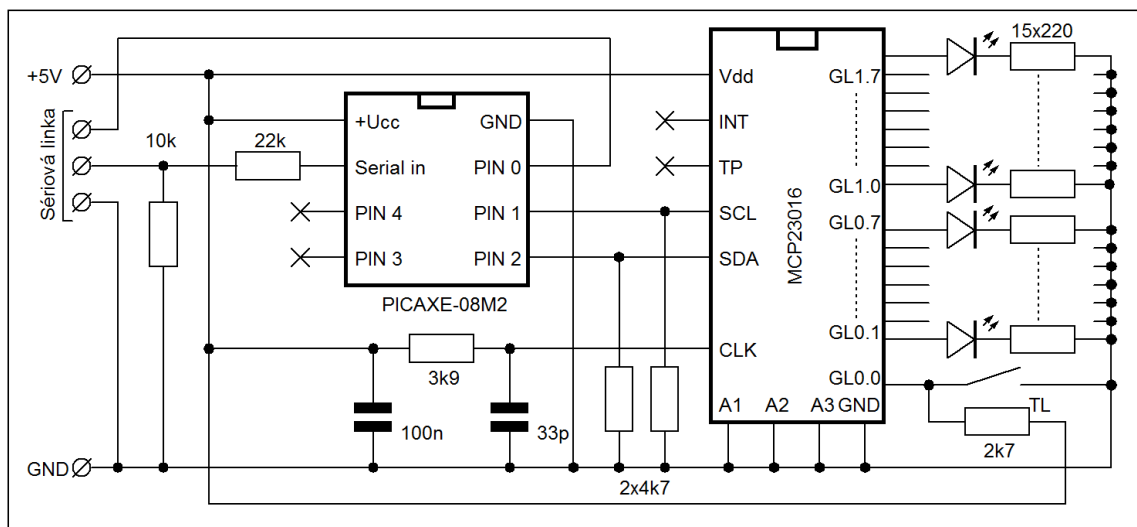 15x220
+5V
Sériová linka
10k
22k
+Ucc
GND
Serial in
PIN 0
PIN 4
PIN 1
PIN 3
PIN 2
PICAXE-08M2
Vdd
GL1.7
INT
TP
GL1.0
SCL
GL0.7
SDA
MCP23016
GL0.1
CLK
GL0.0
A1
A2
A3
GND
3k9
100n
33p
TL
2k7
GND
2x4k7